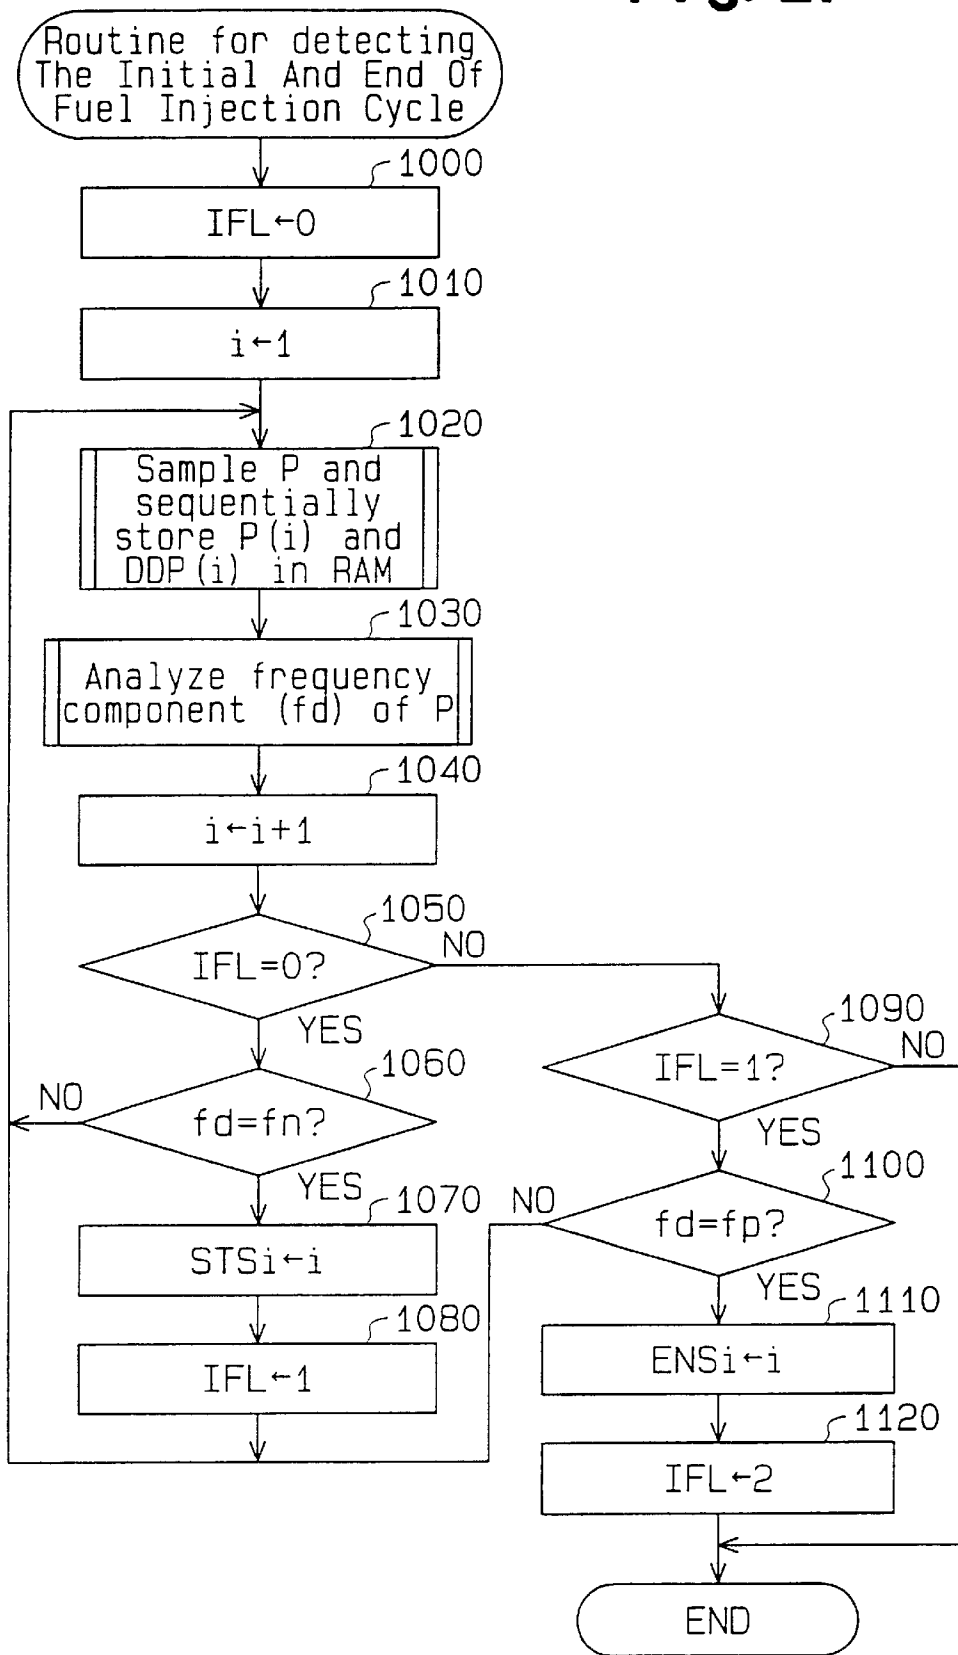 Routine for detecting
The Initial And End Of
Fuel Injection Cycle
1000
IFL←0
1010
i←1
1020
Sample P and
sequentially
store P(i) and
DDP(i) in RAM
1030
Analyze frequency
component (fd) of P
1040
i←i+1
1050
IFL=0?
NO
YES
1060
fd=fn?
NO
YES
1070
STSi←i
1080
IFL←1
1090
IFL=1?
NO
YES
1100
fd=fp?
NO
YES
1110
ENSi←i
1120
IFL←2
END